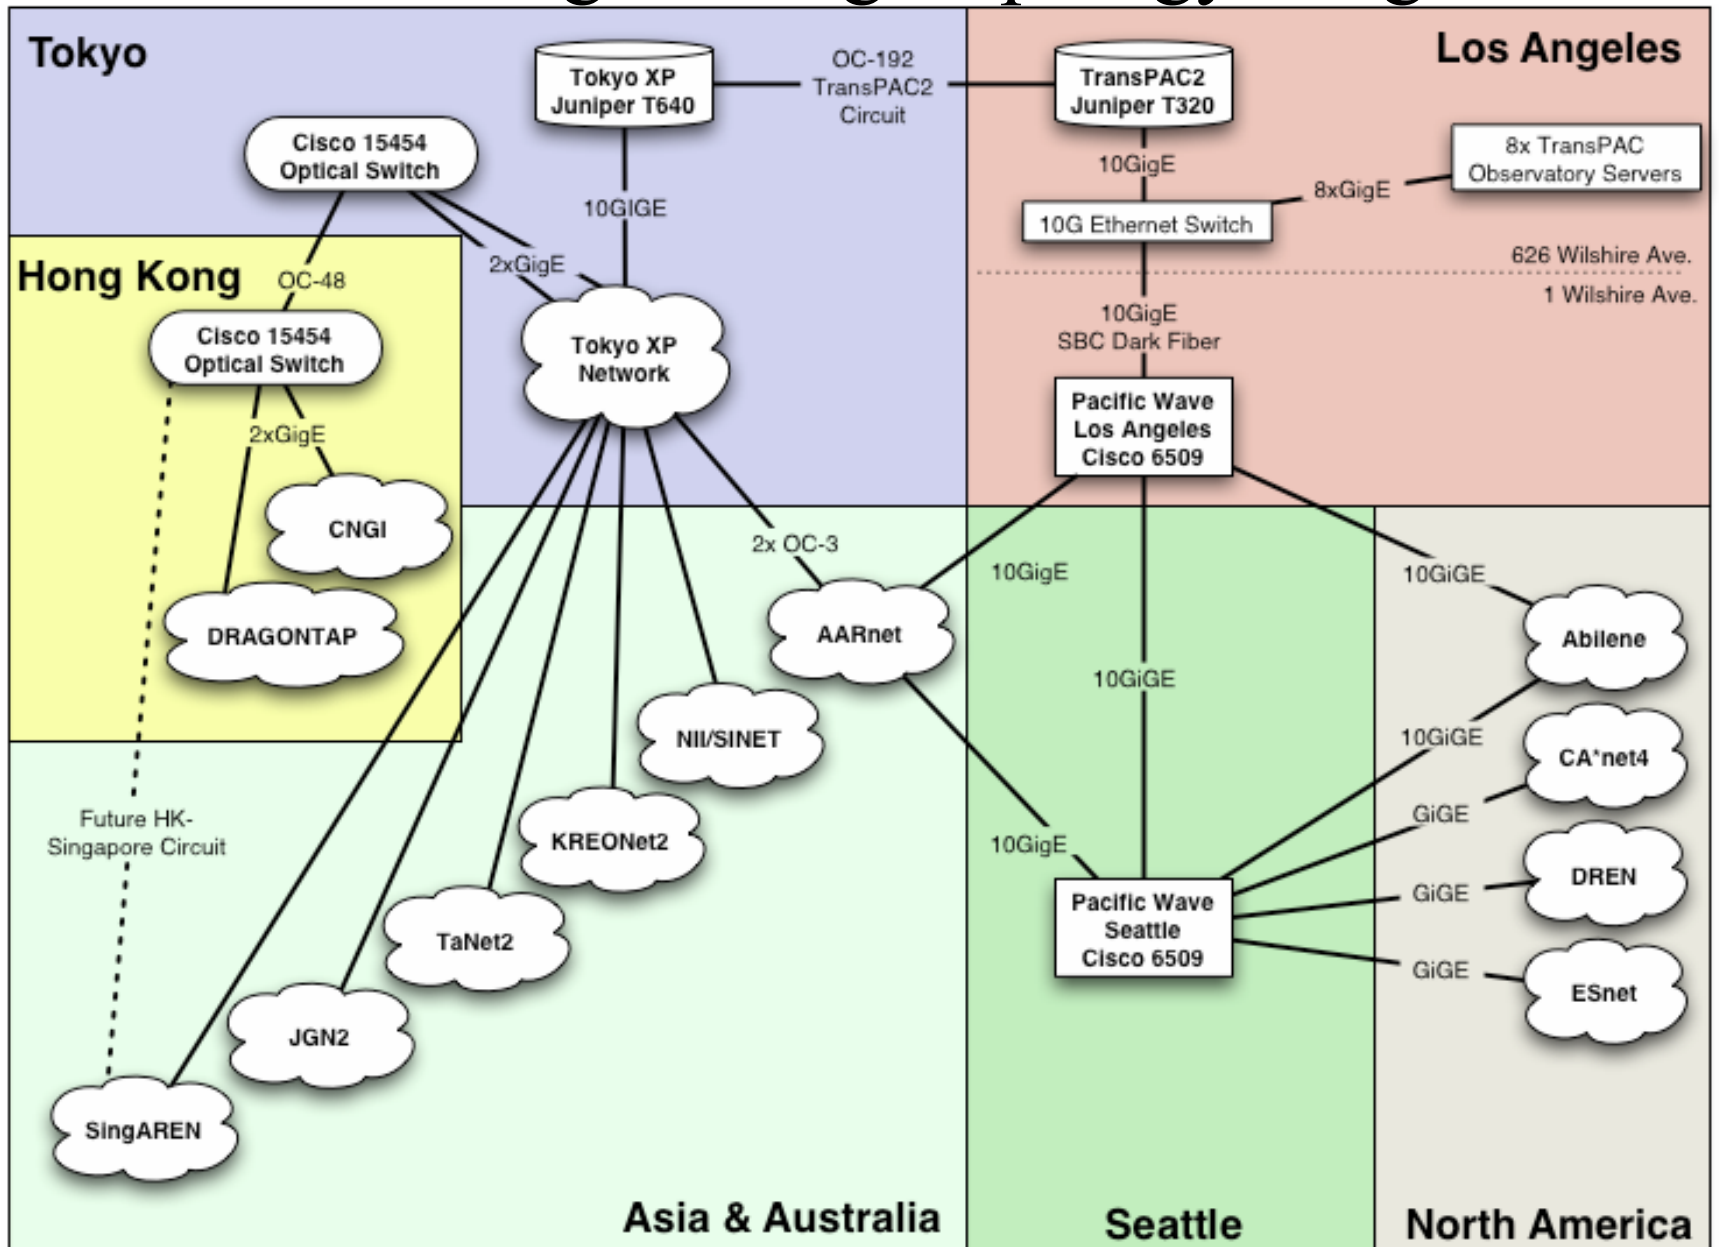 Tokyo
Tokyo XP
Juniper T640
OC-192
TransPAC2
Circuit
TransPAC2
Juniper T320
Los Angeles
Cisco 15454
Optical Switch
10GigE
8x TransPAC
Observatory Servers
8xGigE
10GIGE
10G Ethernet Switch
2xGigE
626 Wilshire Ave.
1 Wilshire Ave.
Hong Kong
OC-48
Cisco 15454
Optical Switch
10GigE
SBC Dark Fiber
Tokyo XP
Network
Pacific Wave
Los Angeles
Cisco 6509
2xGigE
CNGI
DRAGONTAP
2x OC-3
10GigE
10GiGE
AARnet
Abilene
10GiGE
NII/SINET
10GiGE
CA*net4
Future HK-
Singapore Circuit
KREONet2
10GigE
GiGE
DREN
GiGE
Pacific Wave
Seattle
Cisco 6509
TaNet2
GiGE
ESnet
JGN2
SingAREN
Asia & Australia
Seattle
North America